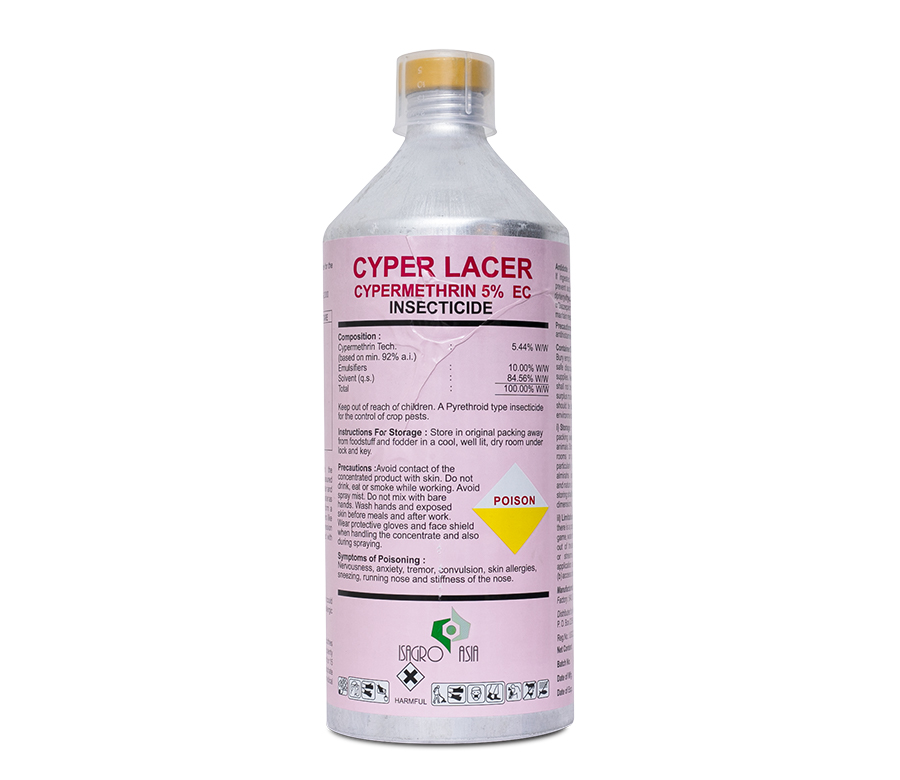 CYPER LACER
CYPERMETHRIN 5% EC
INSECTICIDE
Composition :
Cypermethrin Tech. : 5.44% W/W
(based on min. 92% a.i.)
Emulsifiers : 10.00% W/W
Solvent (q.s.) : 84.56% W/W
Total : 100.00% W/W
Keep out of reach of children. A Pyrethroid type insecticide
for the control of crop pests.
Instructions For Storage : Store in original packing away
from foodstuff and fodder in a cool, well lit, dry room under
lock and key.
Precautions :Avoid contact of the
concentrated product with skin. Do not
drink, eat or smoke while working. Avoid
spray mist. Do not mix with bare
hands. Wash hands and exposed
skin before meals and after work.
Wear protective gloves and face shield
when handling the concentrate and also
during spraying.
POISON
Symptoms of Poisoning :
Nervousness, anxiety, tremor, convulsion, skin allergies,
sneezing, running nose and stiffness of the nose.
ISAGRO ASIA
HARMFUL